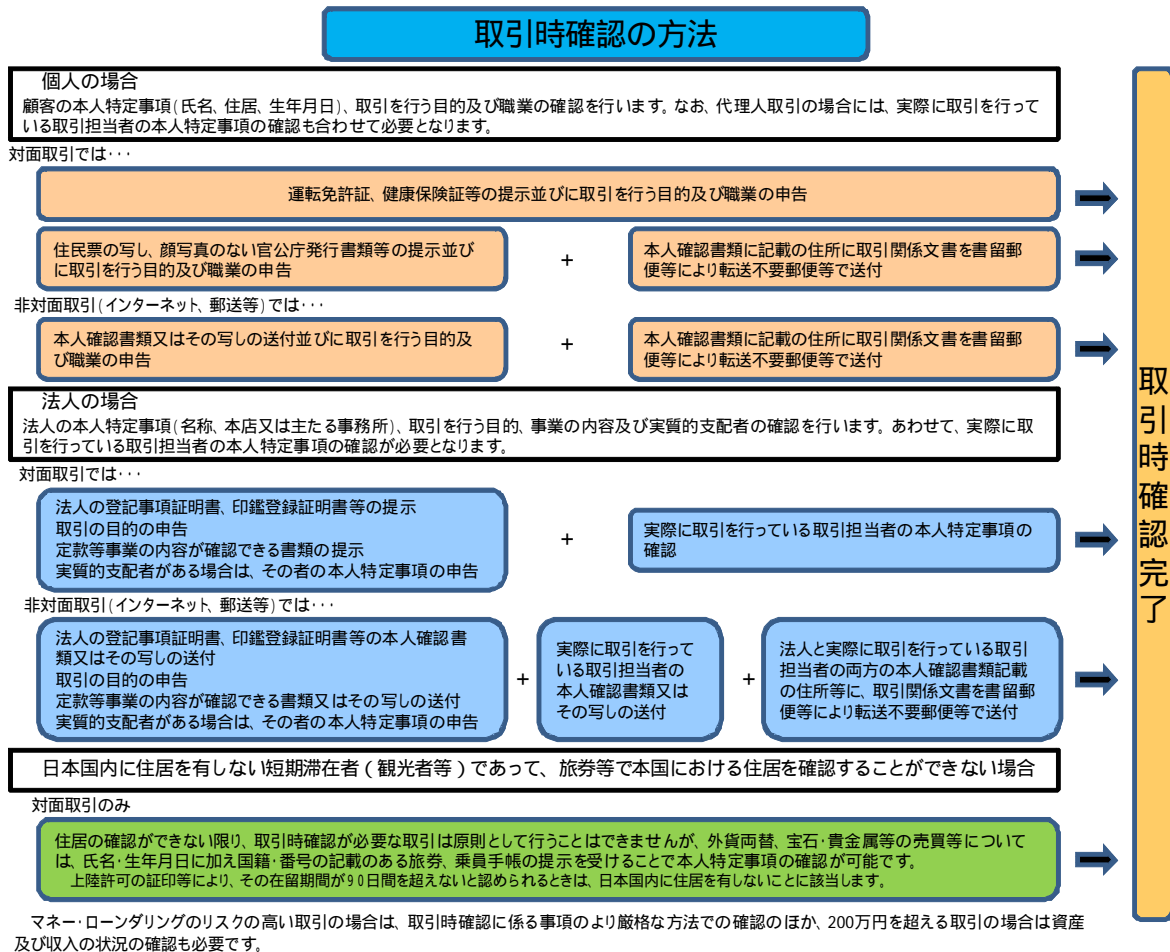 取引時確認の方法
個人の場合
顧客の本人特定事項(氏名、住居、生年月日)、取引を行う目的及び職業の確認を行います。なお、代理人取引の場合には、実際に取引を行って
いる取引担当者の本人特定事項の確認も合わせて必要となります。
対面取引では･･･
運転免許証、健康保険証等の提示並びに取引を行う目的及び職業の申告
住民票の写し、顔写真のない官公庁発行書類等の提示並び
に取引を行う目的及び職業の申告
+
本人確認書類に記載の住所に取引関係文書を書留郵
便等により転送不要郵便等で送付
非対面取引(インターネット、郵送等)では･･･
本人確認書類又はその写しの送付並びに取引を行う目的及
び職業の申告
+
本人確認書類に記載の住所に取引関係文書を書留郵
便等により転送不要郵便等で送付
法人の場合
法人の本人特定事項(名称、本店又は主たる事務所)、取引を行う目的、事業の内容及び実質的支配者の確認を行います。あわせて、実際に取
引を行っている取引担当者の本人特定事項の確認が必要となります。
対面取引では･･･
法人の登記事項証明書、印鑑登録証明書等の提示
取引の目的の申告
定款等事業の内容が確認できる書類の提示
実質的支配者がある場合は、その者の本人特定事項の申告
+
実際に取引を行っている取引担当者の本人特定事項の
確認
非対面取引(インターネット、郵送等)では･･･
法人の登記事項証明書、印鑑登録証明書等の本人確認書
類又はその写しの送付
取引の目的の申告
定款等事業の内容が確認できる書類又はその写しの送付
実質的支配者がある場合は、その者の本人特定事項の申告
+
実際に取引を行って
いる取引担当者の
本人確認書類又は
その写しの送付
+
法人と実際に取引を行っている取引
担当者の両方の本人確認書類記載
の住所等に、取引関係文書を書留郵
便等により転送不要郵便等で送付
日本国内に住居を有しない短期滞在者(観光者等)であって、旅券等で本国における住居を確認することができない場合
対面取引のみ
住居の確認ができない限り、取引時確認が必要な取引は原則として行うことはできませんが、外貨両替、宝石･貴金属等の売買等について
は、氏名･生年月日に加え国籍･番号の記載のある旅券、乗員手帳の提示を受けることで本人特定事項の確認が可能です。
上陸許可の証印等により、その在留期間が90日間を超えないと認められるときは、日本国内に住居を有しないことに該当します。
取引時確認完了
マネー･ローンダリングのリスクの高い取引の場合は、取引時確認に係る事項のより厳格な方法での確認のほか、200万円を超える取引の場合は資産
及び収入の状況の確認も必要です。